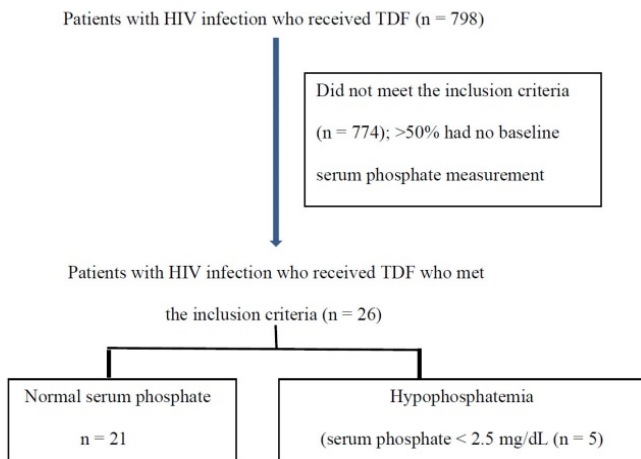 Patients with HIV infection who received TDF (n = 798)
Did not meet the inclusion criteria
(n = 774); >50% had no baseline
serum phosphate measurement
Patients with HIV infection who received TDF who met
the inclusion criteria (n = 26)
Normal serum phosphate
n = 21
Hypophosphatemia
(serum phosphate < 2.5 mg/dL (n = 5)